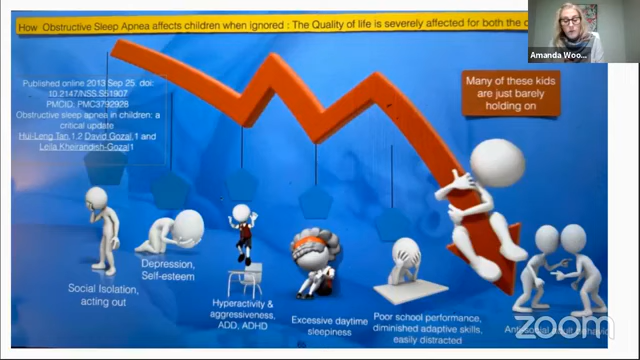 How Obstructive Sleep Apnea affects children when ignored : The Quality of life is severely affected for both the
Amanda Woo...
Published online 2013 Sep 25. doi:
10.2147/NSS.S51907
PMCID: PMC3792928
Obstructive sleep apnea in children: a
critical update
Hui-Leng Tan,1,2 David Gozal,1 and
Leila Kheirandish-Gozal1
Many of these kids
are just barely
holding on
Social Isolation,
acting out
Depression,
Self-esteem
Hyperactivity &
aggressiveness,
ADD, ADHD
Excessive daytime
sleepiness
Poor school performance,
diminished adaptive skills,
easily distracted
zoom